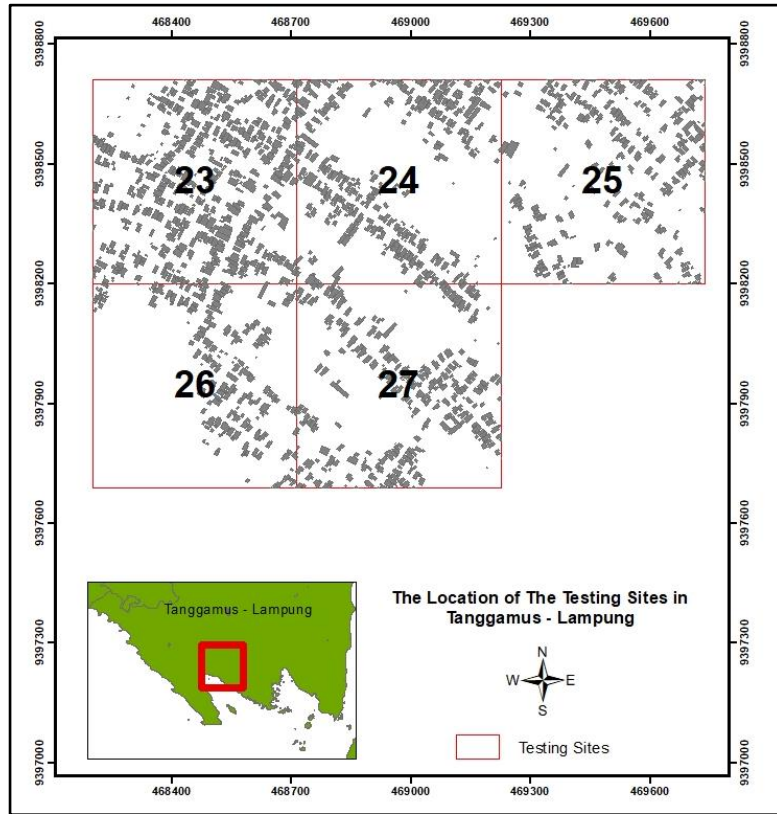 468400 468700 469000 469300 469600
9398800 9398800
23 24 25
9398500 9398500
9398200 9398200
26 27
9397900 9397900
9397600 9397600
Tanggamus - Lampung
The Location of The Testing Sites in
Tanggamus - Lampung
N
W E
S
Testing Sites
9397300 9397300
9397000 9397000
468400 468700 469000 469300 469600